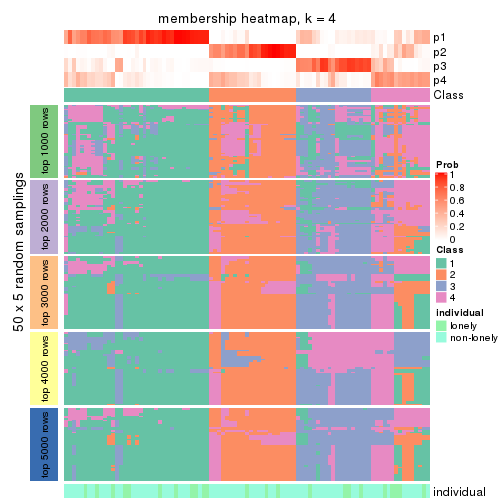 membership heatmap, k = 4
p1
p2
p3
p4
Class
50 x 5 random samplings
top 1000 rows
top 2000 rows
top 3000 rows
top 4000 rows
top 5000 rows
individual
Prob
1
0.8
0.6
0.4
0.2
0
Class
1
2
3
4
individual
lonely
non-lonely